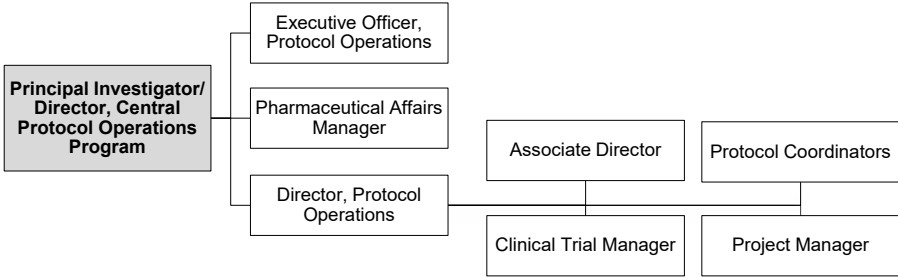 Executive Officer,
Protocol Operations
Principal Investigator/
Director, Central
Protocol Operations
Program
Pharmaceutical Affairs
Manager
Associate Director
Protocol Coordinators
Director, Protocol
Operations
Clinical Trial Manager
Project Manager